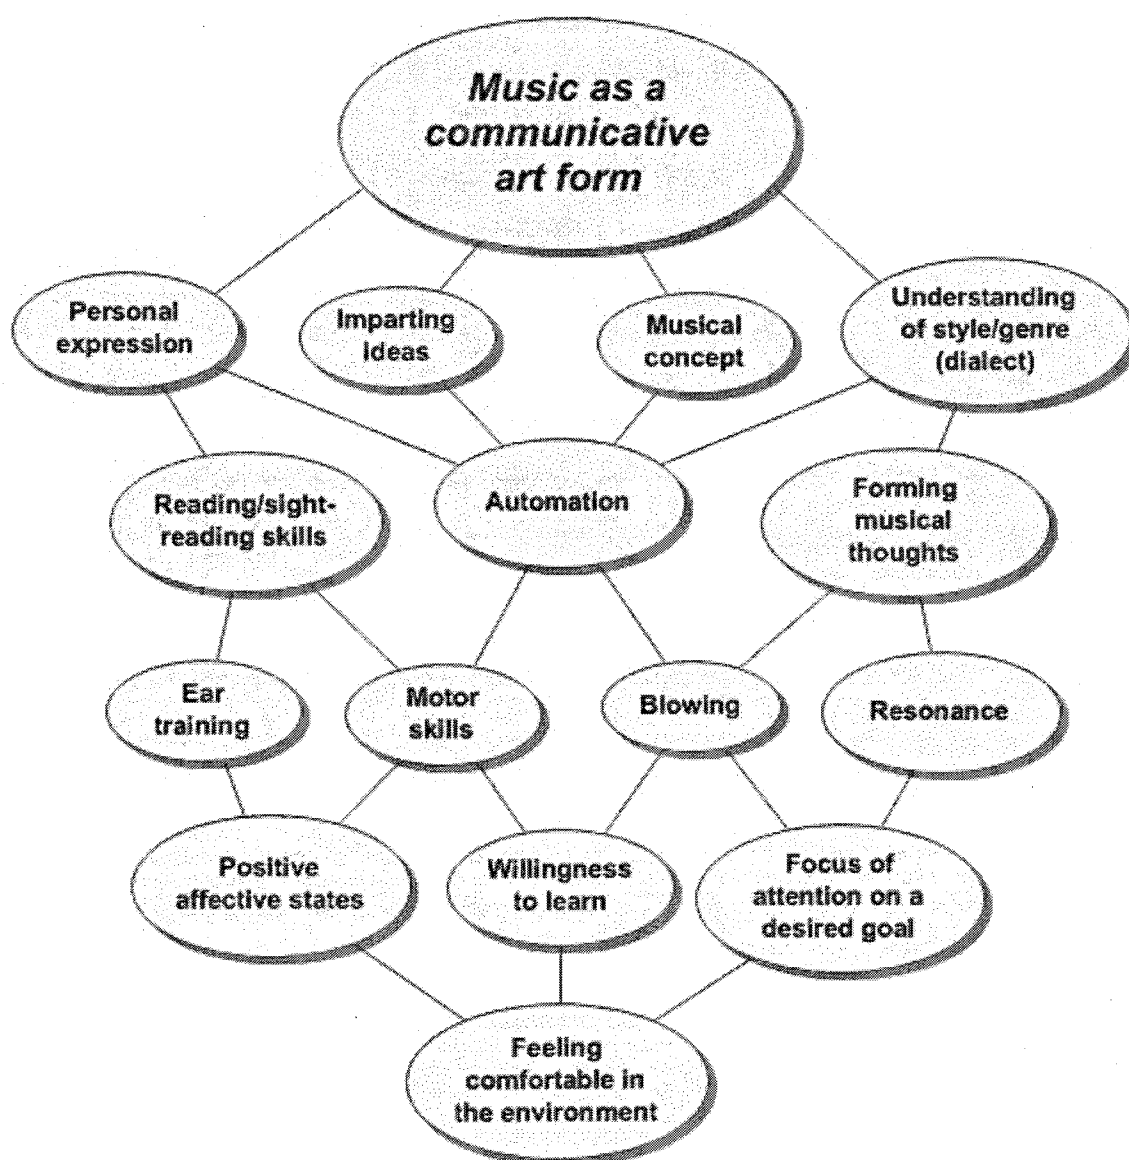 Music as a
communicative
art form
Personal
expression
Imparting
ideas
Musical
concept
Understanding
of style/genre
(dialect)
Reading/sight-
reading skills
Automation
Forming
musical
thoughts
Ear
training
Motor
skills
Blowing
Resonance
Positive
affective states
Willingness
to learn
Focus of
attention on a
desired goal
Feeling
comfortable in
the environment